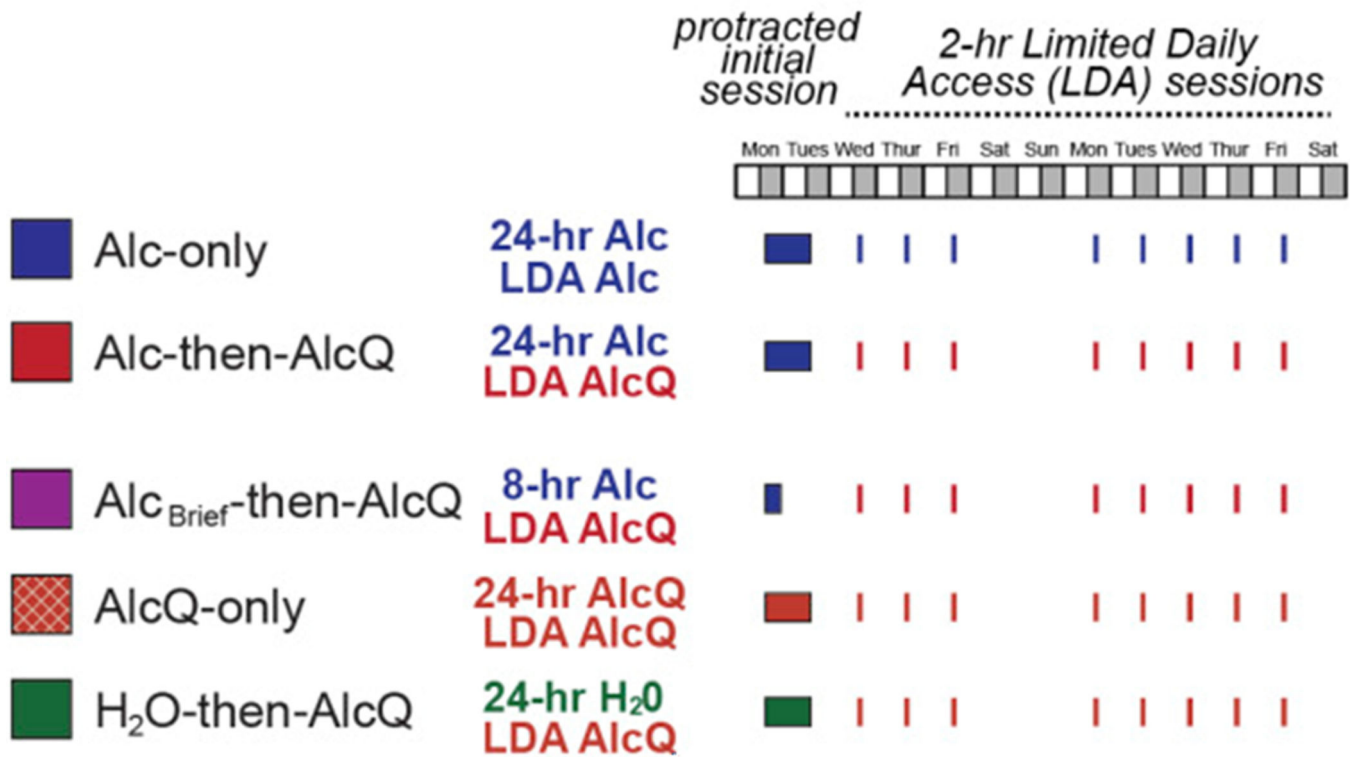 protracted
initial
session
2-hr Limited Daily
Access (LDA) sessions
Mon Tues Wed Thur Fri Sat Sun Mon Tues Wed Thur Fri Sat
Alc-only
24-hr Alc
LDA Alc
Alc-then-AlcQ
24-hr Alc
LDA AlcQ
Alc Brief-then-AlcQ
8-hr Alc
LDA AlcQ
AlcQ-only
24-hr AlcQ
LDA AlcQ
H₂O-then-AlcQ
24-hr H₂0
LDA AlcQ